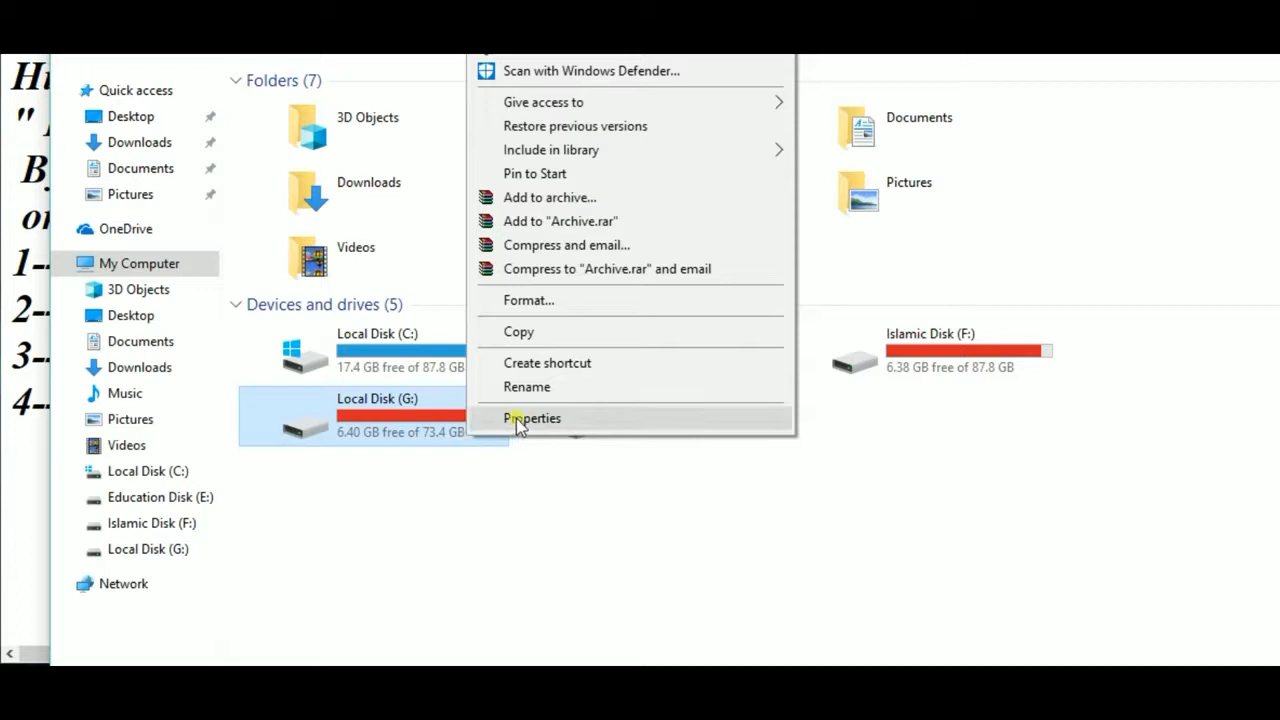 Quick access
Desktop
Downloads
Documents
Pictures
OneDrive
My Computer
3D Objects
Desktop
Documents
Downloads
Music
Pictures
Videos
Local Disk (C:)
Education Disk (E:)
Islamic Disk (F:)
Local Disk (G:)
Network
1--
2--
3--
4--
Folders (7)
3D Objects
Downloads
Videos
Documents
Pictures
Devices and drives (5)
Local Disk (C:)
17.4 GB free of 87.8 GB
Local Disk (G:)
6.40 GB free of 73.4 GB
Islamic Disk (F:)
6.38 GB free of 87.8 GB
Scan with Windows Defender...
Give access to
Restore previous versions
Include in library
Pin to Start
Add to archive...
Add to "Archive.rar"
Compress and email...
Compress to "Archive.rar" and email
Format...
Copy
Create shortcut
Rename
Properties